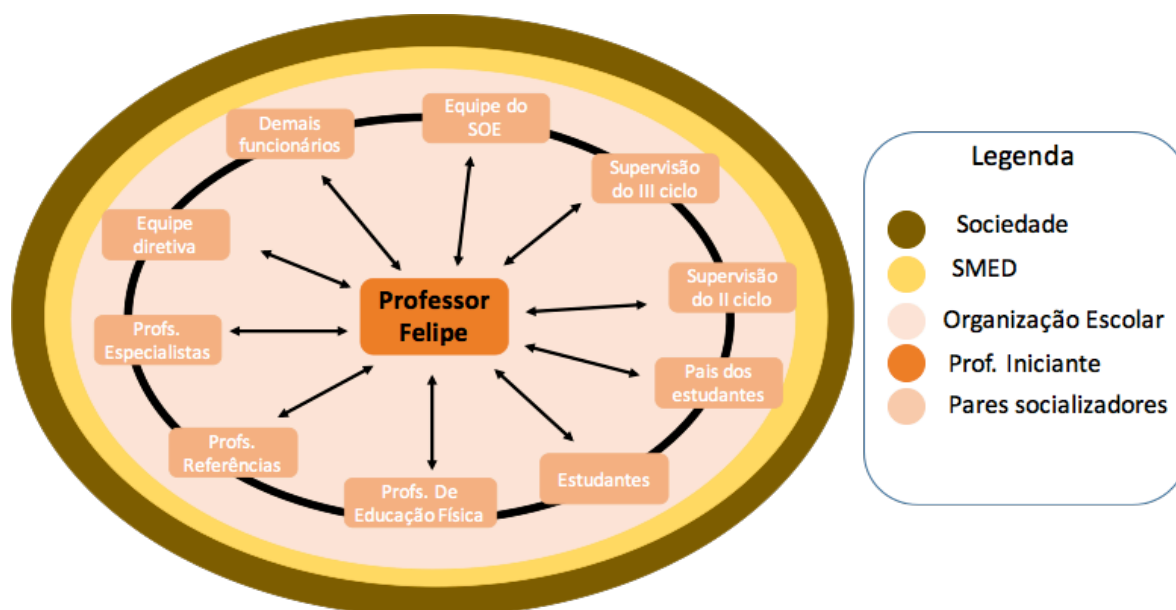 Equipe do
SOE
Demais
funcionários
Supervisão
do III ciclo
Equipe
diretiva
Supervisão
do II ciclo
Professor
Felipe
Profs.
Especialistas
Pais dos
estudantes
Profs.
Referências
Estudantes
Profs. De
Educação Física
Legenda
Sociedade
SMED
Organização Escolar
Prof. Iniciante
Pares socializadores